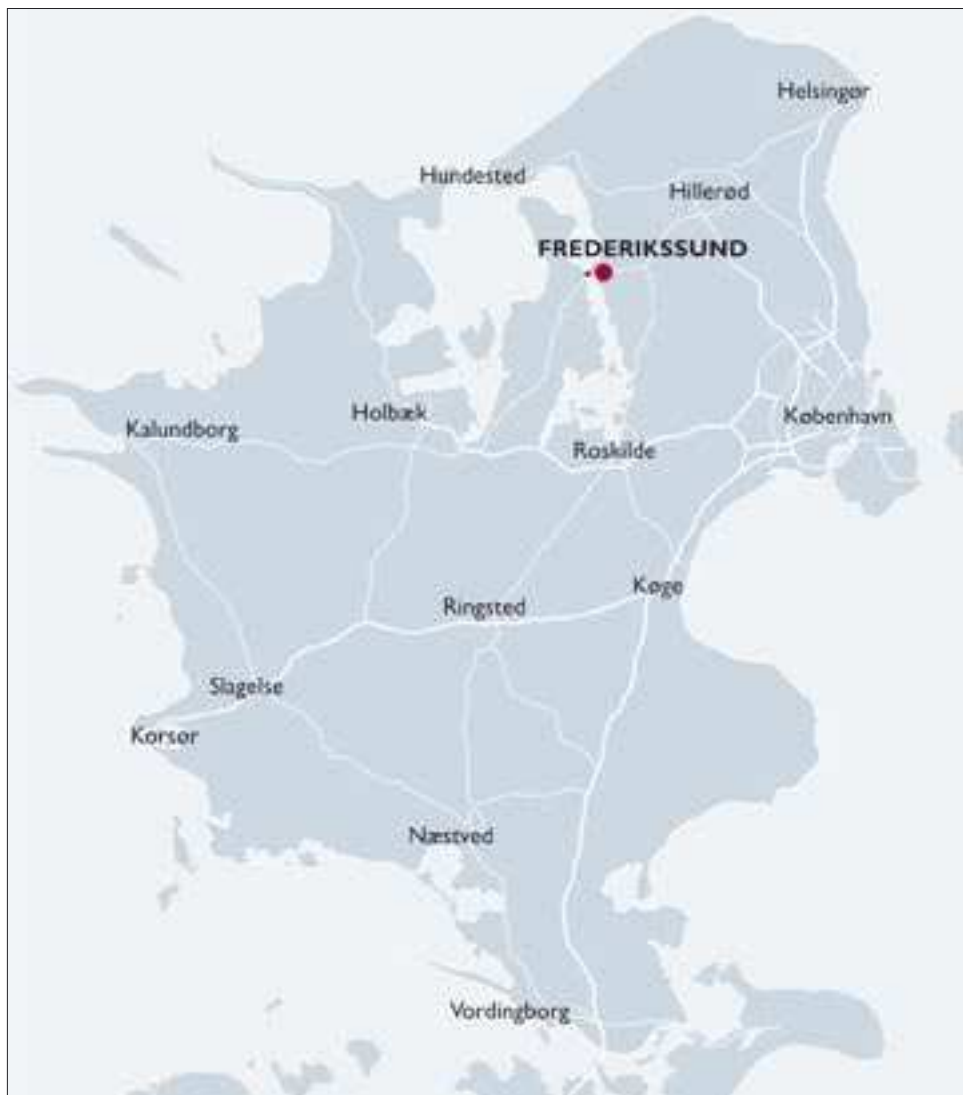 Helsingør
Hundested
Hillerød
FREDERIKSSUND
Holbæk
København
Kalundborg
Roskilde
Køge
Ringsted
Slagelse
Korsør
Næstved
Vordingborg